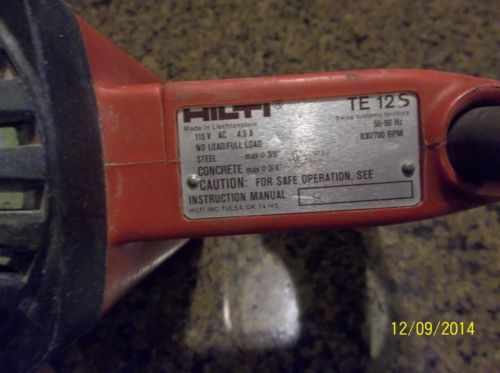 HILTI® TE 12 S
Made in Liechtenstein Swiss customs territory
115 V AC 4,5 A 50-60 Hz
NO LOAD/FULL LOAD 830/700 RPM
STEEL max ∅ 3/8"
CONCRETE max ∅ 3/4"
CAUTION: FOR SAFE OPERATION, SEE
INSTRUCTION MANUAL
HILTI INC. TULSA, OK. 74145
12/09/2014